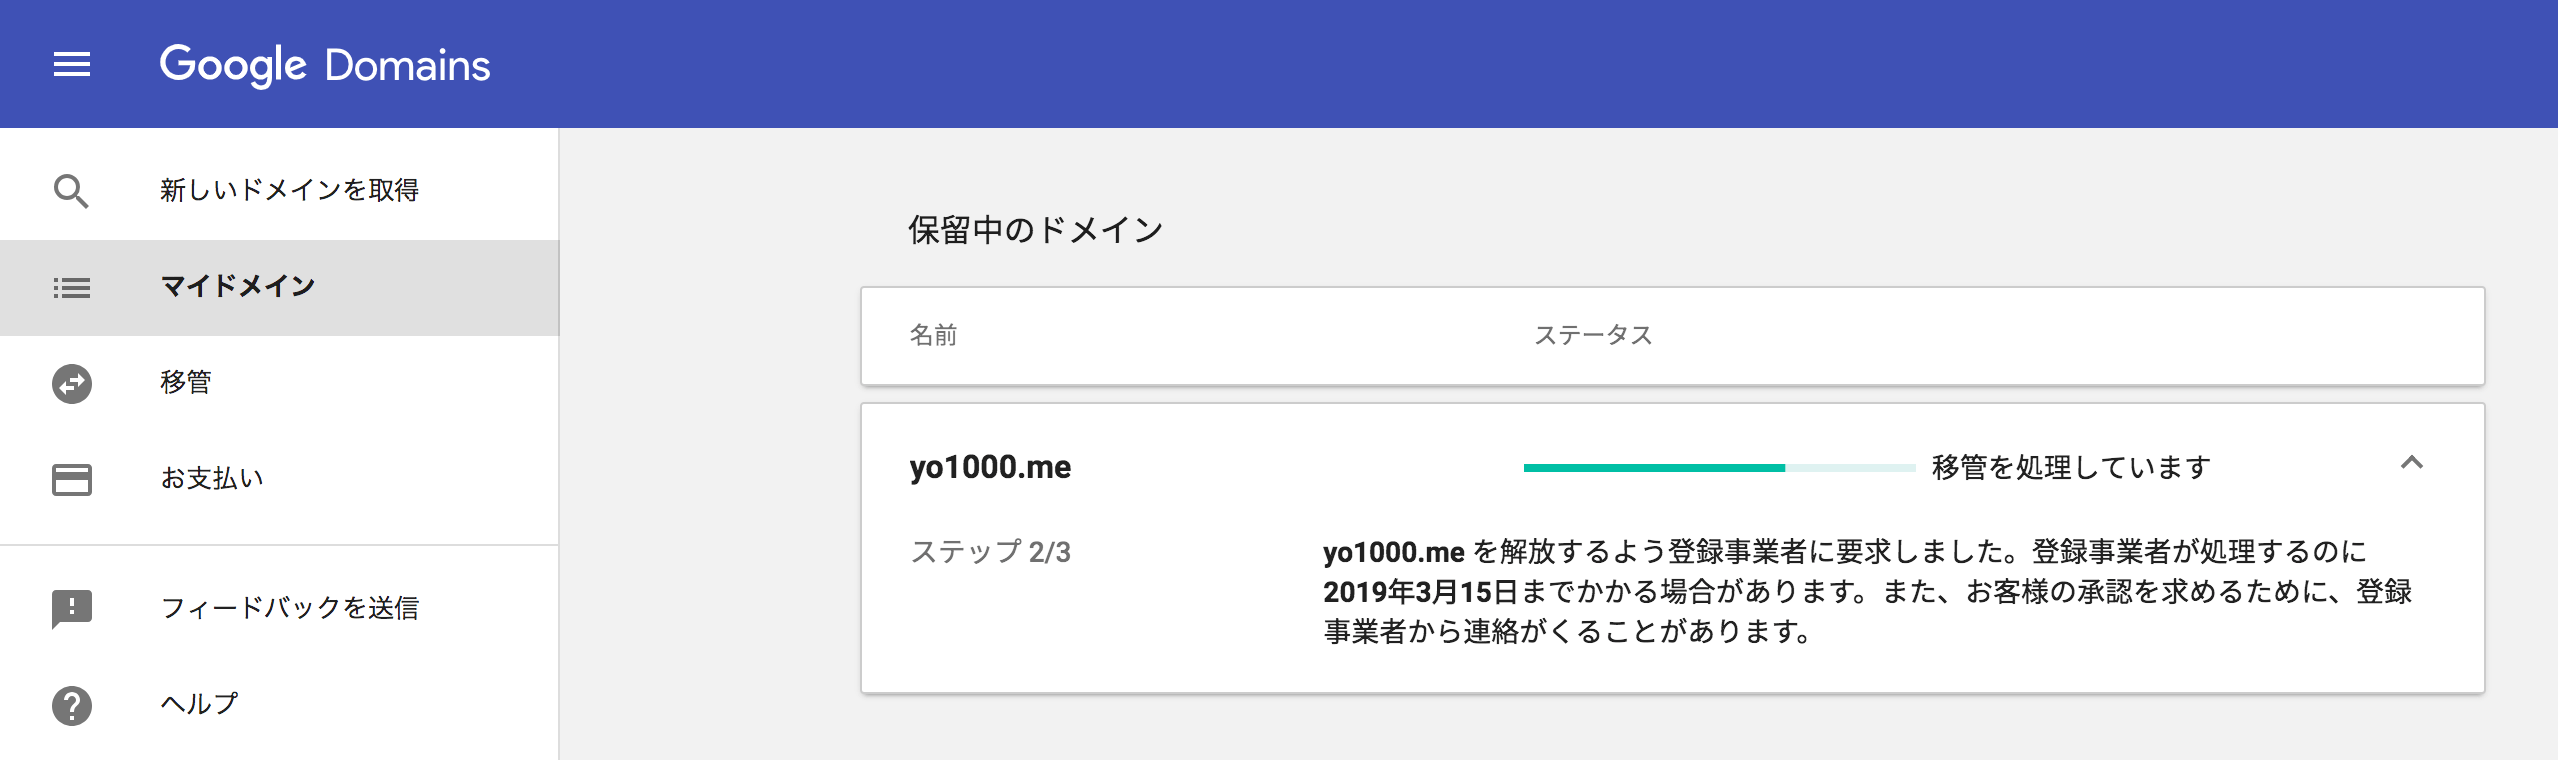 Google Domains
新しいドメインを取得
マイドメイン
移管
お支払い
フィードバックを送信
ヘルプ
保留中のドメイン
名前 ステータス
yo1000.me 移管を処理しています
ステップ 2/3
yo1000.me を解放するよう登録事業者に要求しました。登録事業者が処理するのに
2019年3月15日までかかる場合があります。また、お客様の承認を求めるために、登録
事業者から連絡がくることがあります。